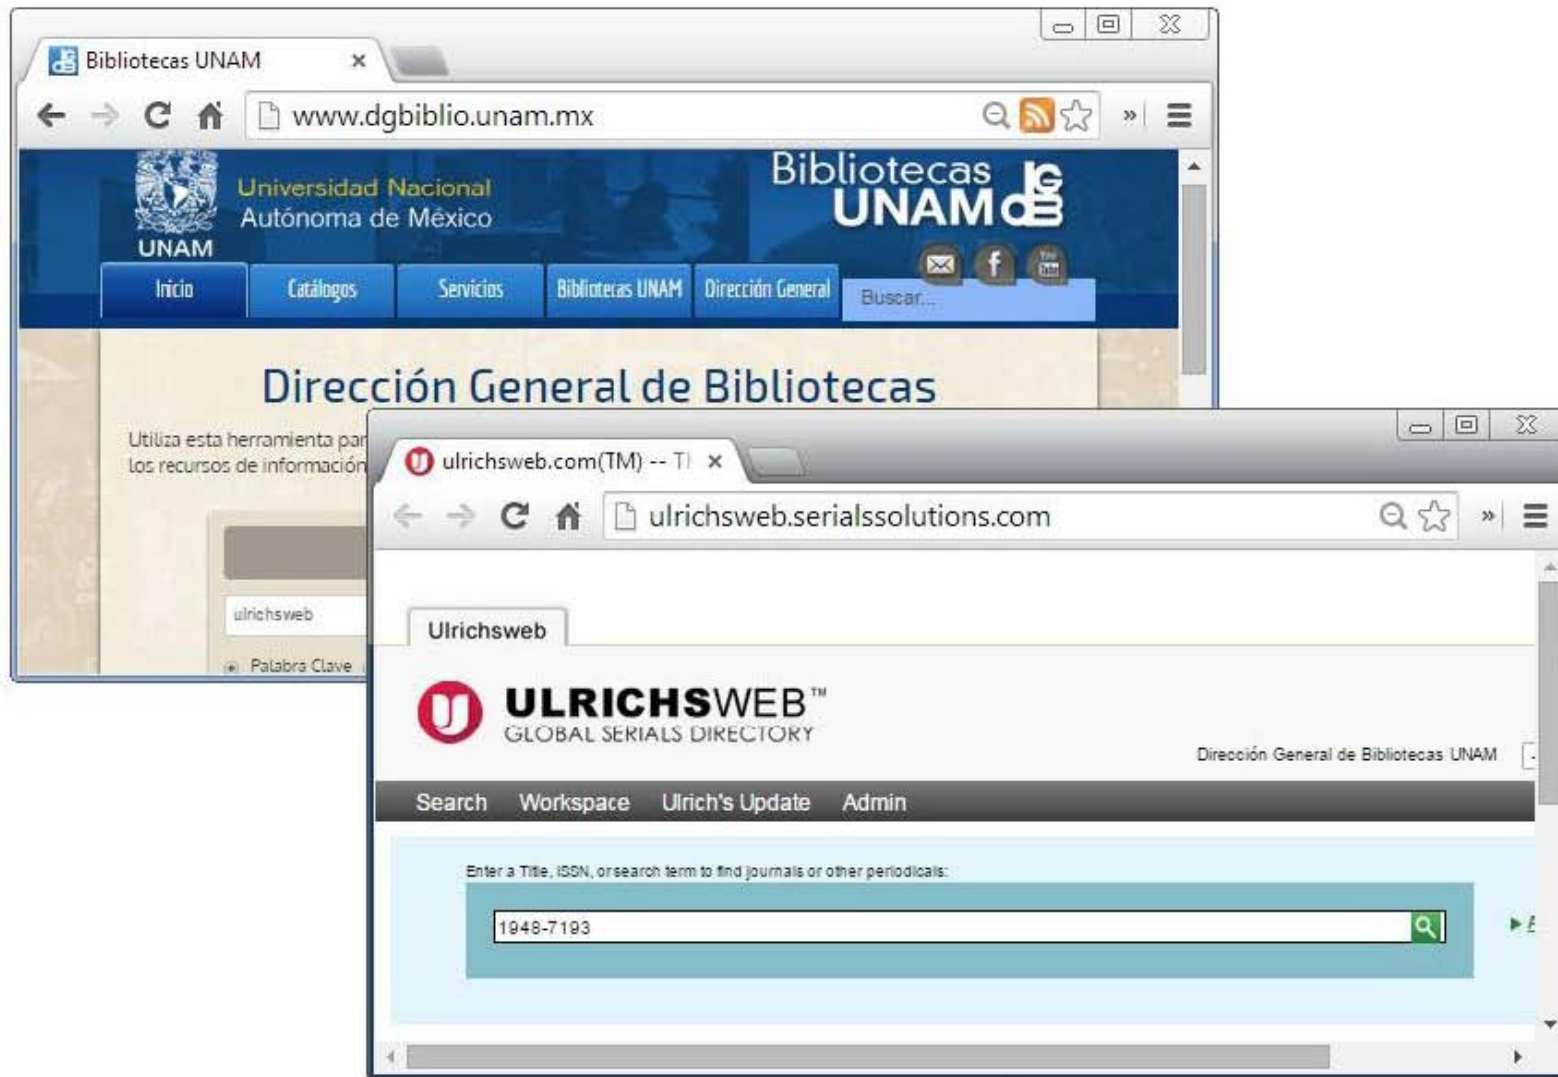 Bibliotecas UNAM
www.dgbiblio.unam.mx
Universidad Nacional
Autónoma de México
UNAM
Bibliotecas
UNAM
Inicio
Catálogos
Servicios
Bibliotecas UNAM
Dirección General
Buscar...
Dirección General de Bibliotecas
Utiliza esta herramienta par
los recursos de información
ulrichsweb
Palabra Clave
ulrichsweb.com(TM) -- Tl
ulrichsweb.serialssolutions.com
Ulrichsweb
ULRICHSWEB™
GLOBAL SERIALS DIRECTORY
Dirección General de Bibliotecas UNAM
Search Workspace Ulrich's Update Admin
Enter a Title, ISSN, or search term to find journals or other periodicals:
1948-7193